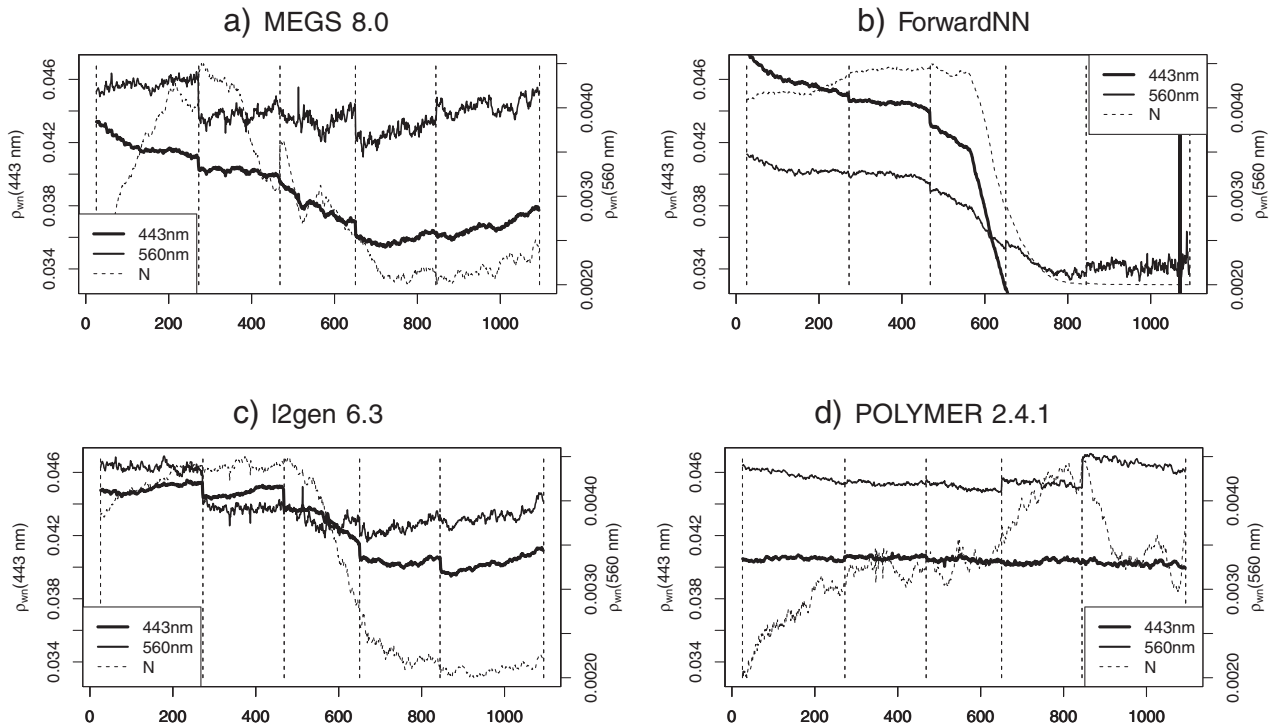 a) MEGS 8.0
0.034 0.038 0.042 0.046
ρwn(443 nm)
0.0020 0.0030 0.0040
ρwn(560 nm)
443nm
560nm
N
0 200 400 600 800 1000
b) ForwardNN
0.034 0.038 0.042 0.046
ρwn(443 nm)
0.0020 0.0030 0.0040
ρwn(560 nm)
443nm
560nm
N
0 200 400 600 800 1000
c) l2gen 6.3
0.034 0.038 0.042 0.046
ρwn(443 nm)
0.0020 0.0030 0.0040
ρwn(560 nm)
443nm
560nm
N
0 200 400 600 800 1000
d) POLYMER 2.4.1
0.034 0.038 0.042 0.046
ρwn(443 nm)
0.0020 0.0030 0.0040
ρwn(560 nm)
443nm
560nm
N
0 200 400 600 800 1000